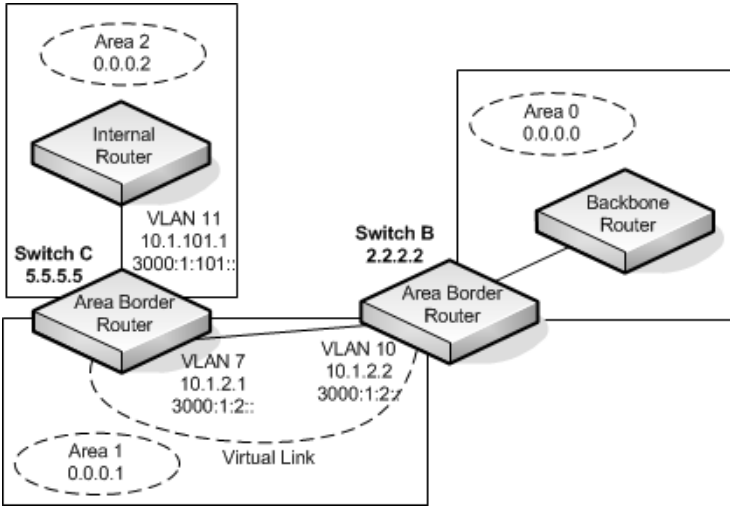 Area 2
0.0.0.2
Internal
Router
VLAN 11
10.1.101.1
3000:1:101::
Switch C
5.5.5.5
Area Border
Router
Area 0
0.0.0.0
Backbone
Router
Switch B
2.2.2.2
Area Border
Router
VLAN 7
10.1.2.1
3000:1:2::
VLAN 10
10.1.2.2
3000:1:2::
Area 1
0.0.0.1
Virtual Link